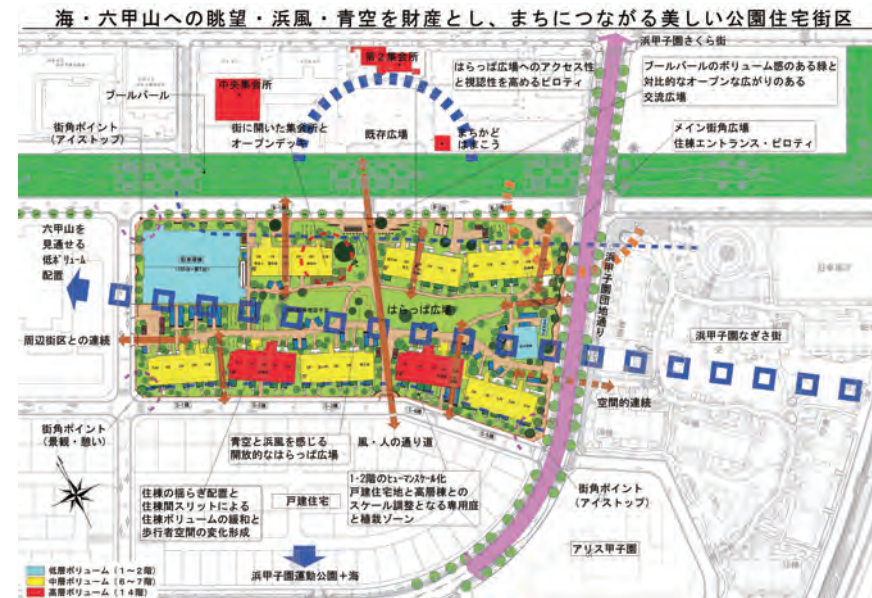 海・六甲山への眺望・浜風・青空を財産とし、まちにつながる美しい公園住宅街区
浜甲子園さくら街
第2集会所
中央集会所
はらっぱ広場へのアクセス性
と視認性を高めるピロティ
ブールバールのボリューム感のある緑と
対比的なオープンな広がりのある
交流広場
ブールバール
街角ポイント
(アイストップ)
街に開いた集会所と
オープンデッキ
既存広場
まちかど
はまこう
メイン街角広場
住棟エントランス・ピロティ
六甲山を
見通せる
低ボリューム
配置
浜甲子園団地通り
はらっぱ広場
浜甲子園なぎさ街
周辺街区との連続
空間的連続
街角ポイント
(景観・憩い)
青空と浜風を感じる
開放的なはらっぱ広場
風・人の通り道
住棟の揺らぎ配置と
住棟間スリットによる
住棟ボリュームの緩和と
歩行者空間の変化形成
戸建住宅
1-2階のヒューマンスケール化
戸建住宅地と高層棟との
スケール調整となる専用庭
と植栽ゾーン
街角ポイント
(アイストップ)
アリス甲子園
浜甲子園運動公園+海
低層ボリューム(1~2階)
中層ボリューム(6~7階)
高層ボリューム(14階)